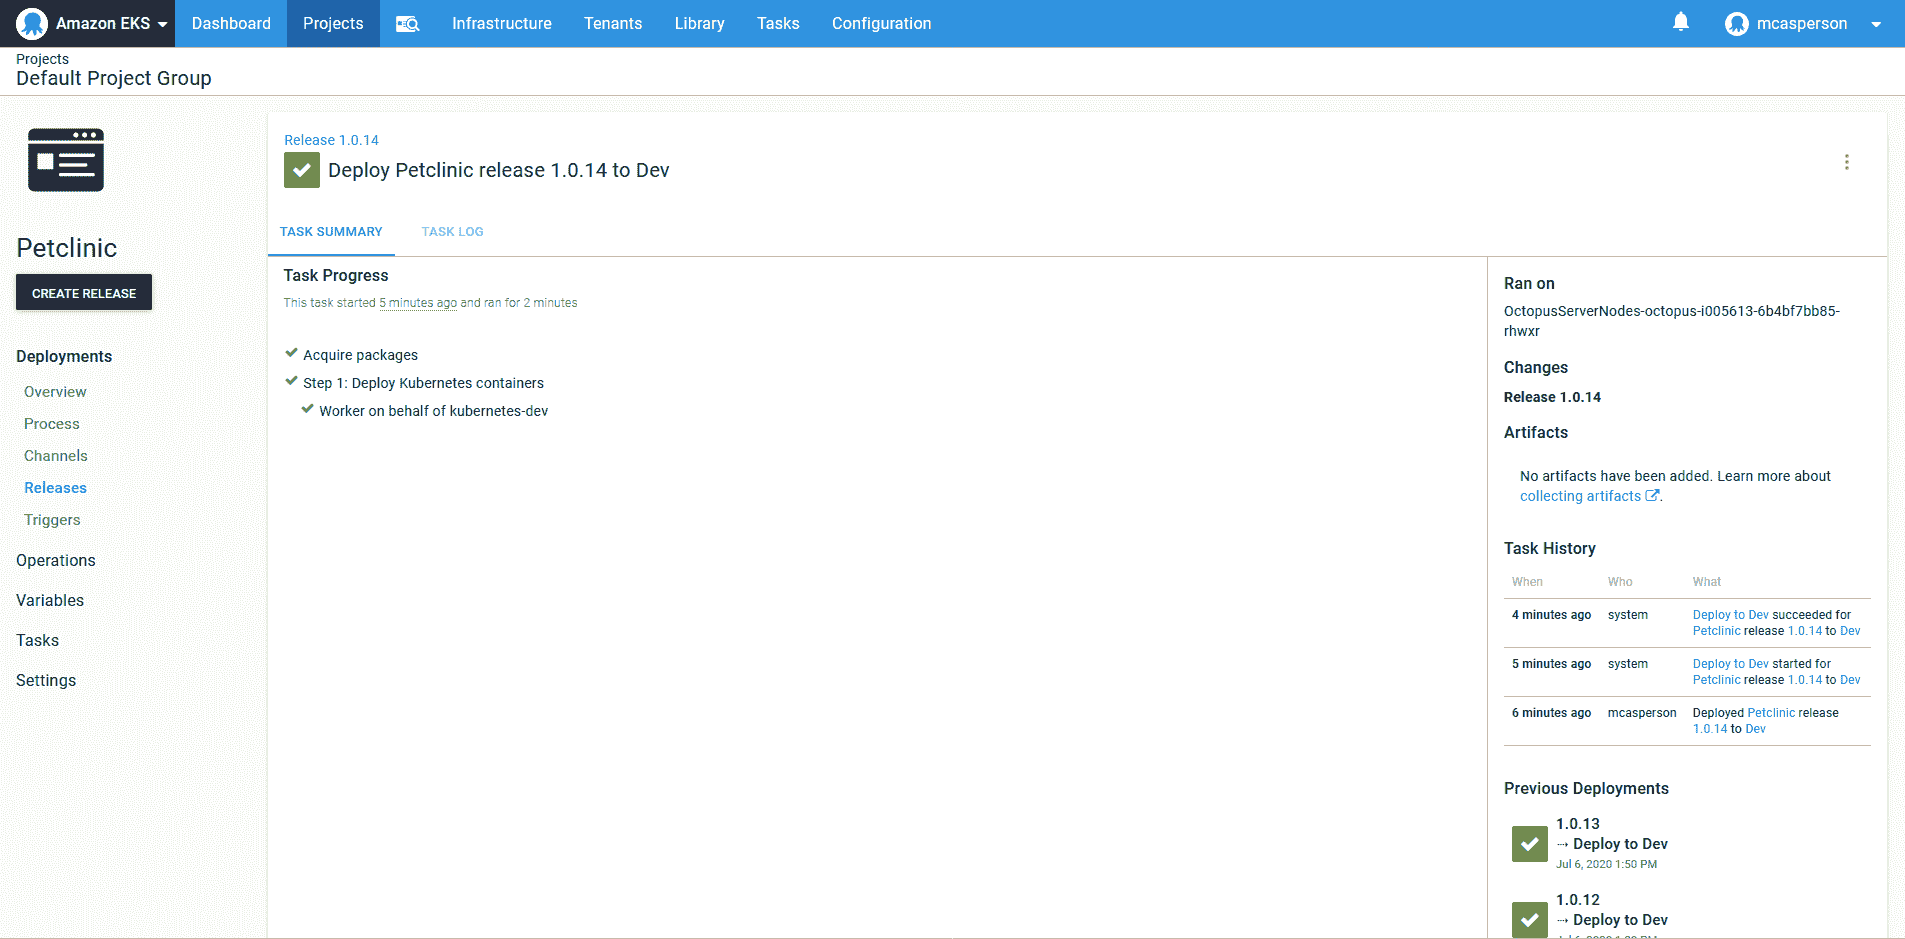 Amazon EKS
Dashboard
Projects
Infrastructure
Tenants
Library
Tasks
Configuration
mcasperson
Projects
Default Project Group
Petclinic
CREATE RELEASE
Deployments
Overview
Process
Channels
Releases
Triggers
Operations
Variables
Tasks
Settings
Release 1.0.14
Deploy Petclinic release 1.0.14 to Dev
TASK SUMMARY
TASK LOG
Task Progress
This task started 5 minutes ago and ran for 2 minutes
Acquire packages
Step 1: Deploy Kubernetes containers
Worker on behalf of kubernetes-dev
Ran on
OctopusServerNodes-octopus-i005613-6b4bf7bb85-
rhwxr
Changes
Release 1.0.14
Artifacts
No artifacts have been added. Learn more about
collecting artifacts.
Task History
When Who What
4 minutes ago system Deploy to Dev succeeded for
Petclinic release 1.0.14 to Dev
5 minutes ago system Deploy to Dev started for
Petclinic release 1.0.14 to Dev
6 minutes ago mcasperson Deployed Petclinic release
1.0.14 to Dev
Previous Deployments
1.0.13
→ Deploy to Dev
Jul 6, 2020 1:50 PM
1.0.12
→ Deploy to Dev